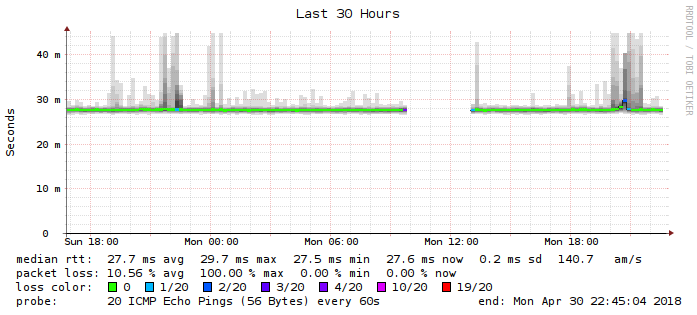 Last 30 Hours
RRDTOOL / TOBI OETIKER
Seconds
40 m
30 m
20 m
10 m
0
Sun 18:00 Mon 00:00 Mon 06:00 Mon 12:00 Mon 18:00
median rtt: 27.7 ms avg 29.7 ms max 27.5 ms min 27.6 ms now 0.2 ms sd 140.7 am/s
packet loss: 10.56 % avg 100.00 % max 0.00 % min 0.00 % now
loss color: 0 1/20 2/20 3/20 4/20 10/20 19/20
probe: 20 ICMP Echo Pings (56 Bytes) every 60s end: Mon Apr 30 22:45:04 2018